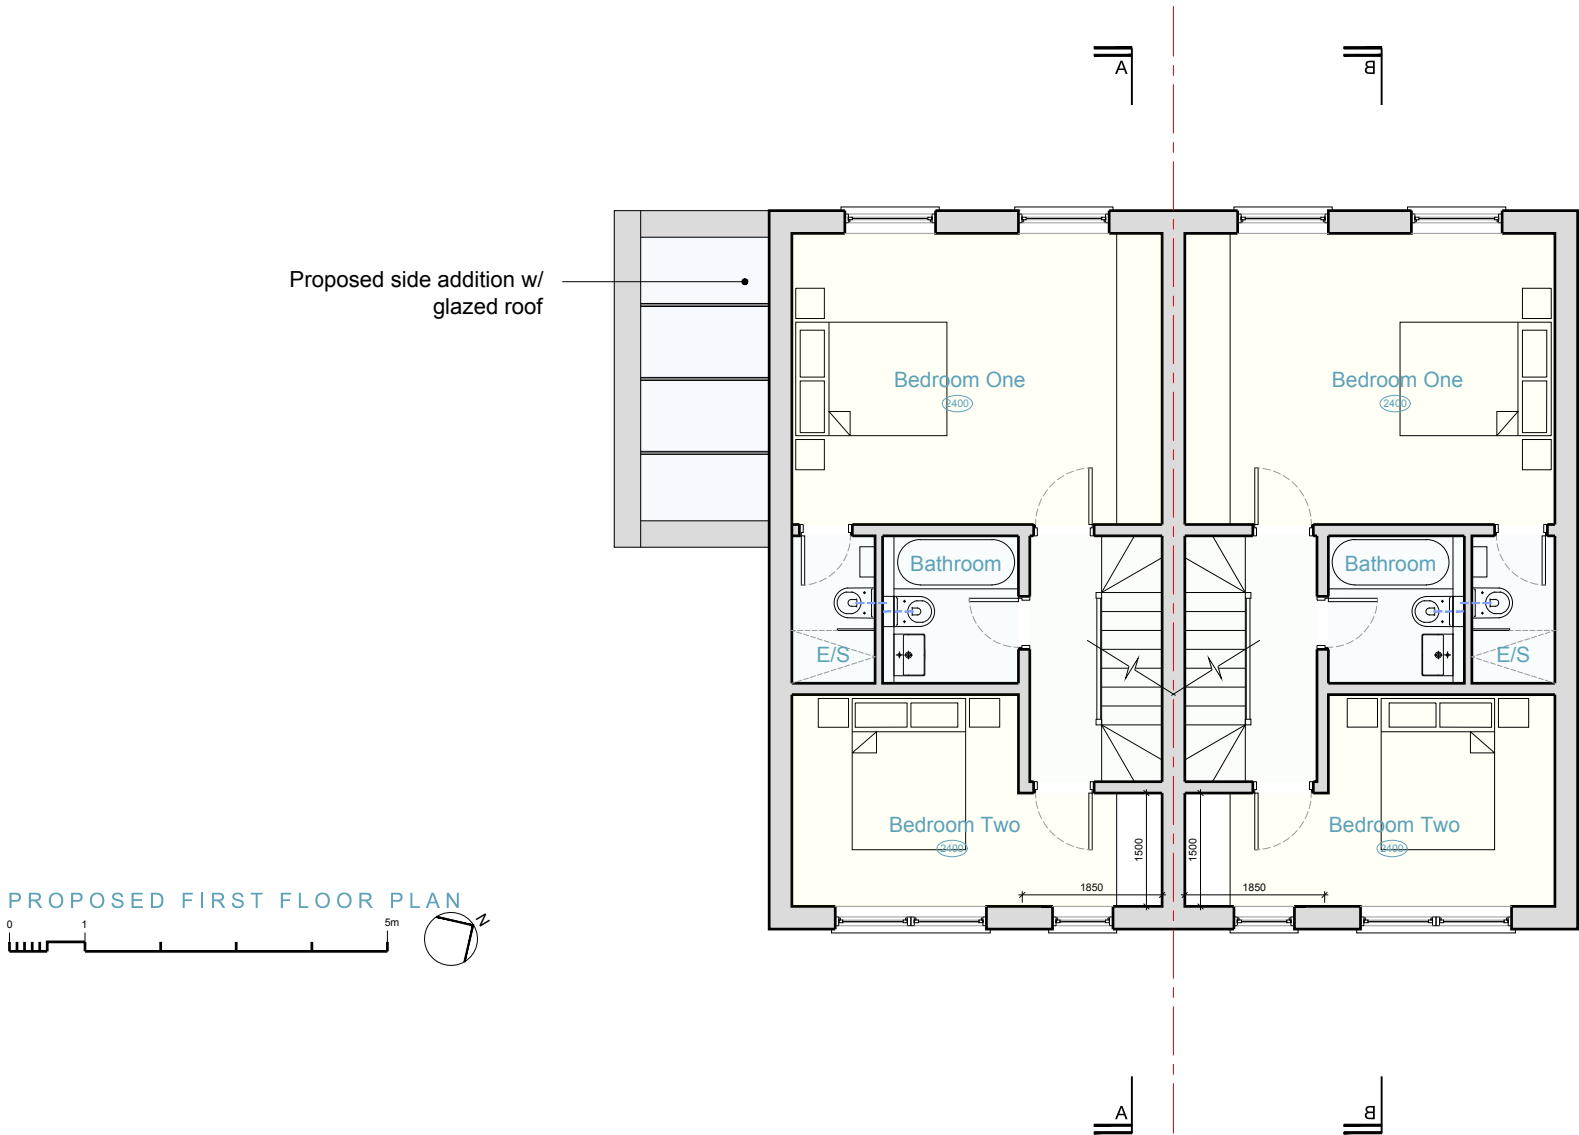 A
B
Proposed side addition w/
glazed roof
Bedroom One
2400
Bedroom One
2400
Bathroom
Bathroom
E/S
E/S
Bedroom Two
2400
Bedroom Two
2400
1500
1500
1850
1850
PROPOSED FIRST FLOOR PLAN
0 1 5m
N
A
B